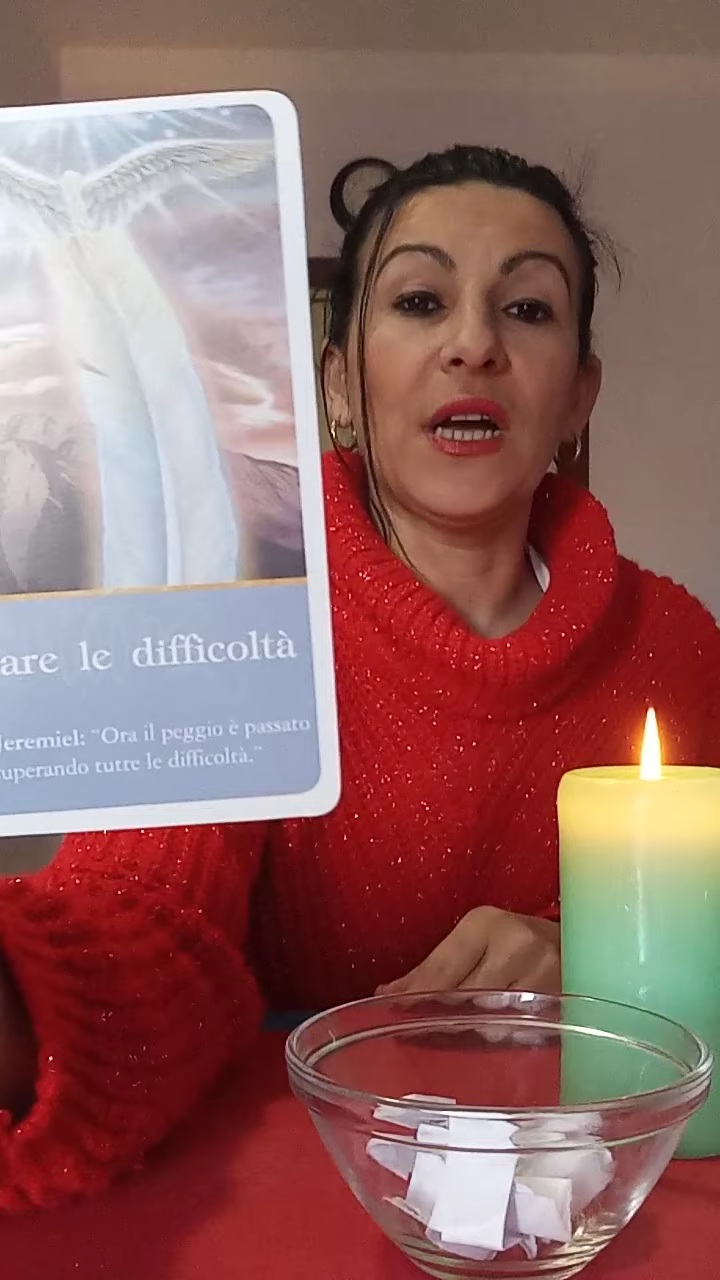 are le difficoltà
Jeremiel: “Ora il peggio è passato
uperando tutte le difficoltà.”